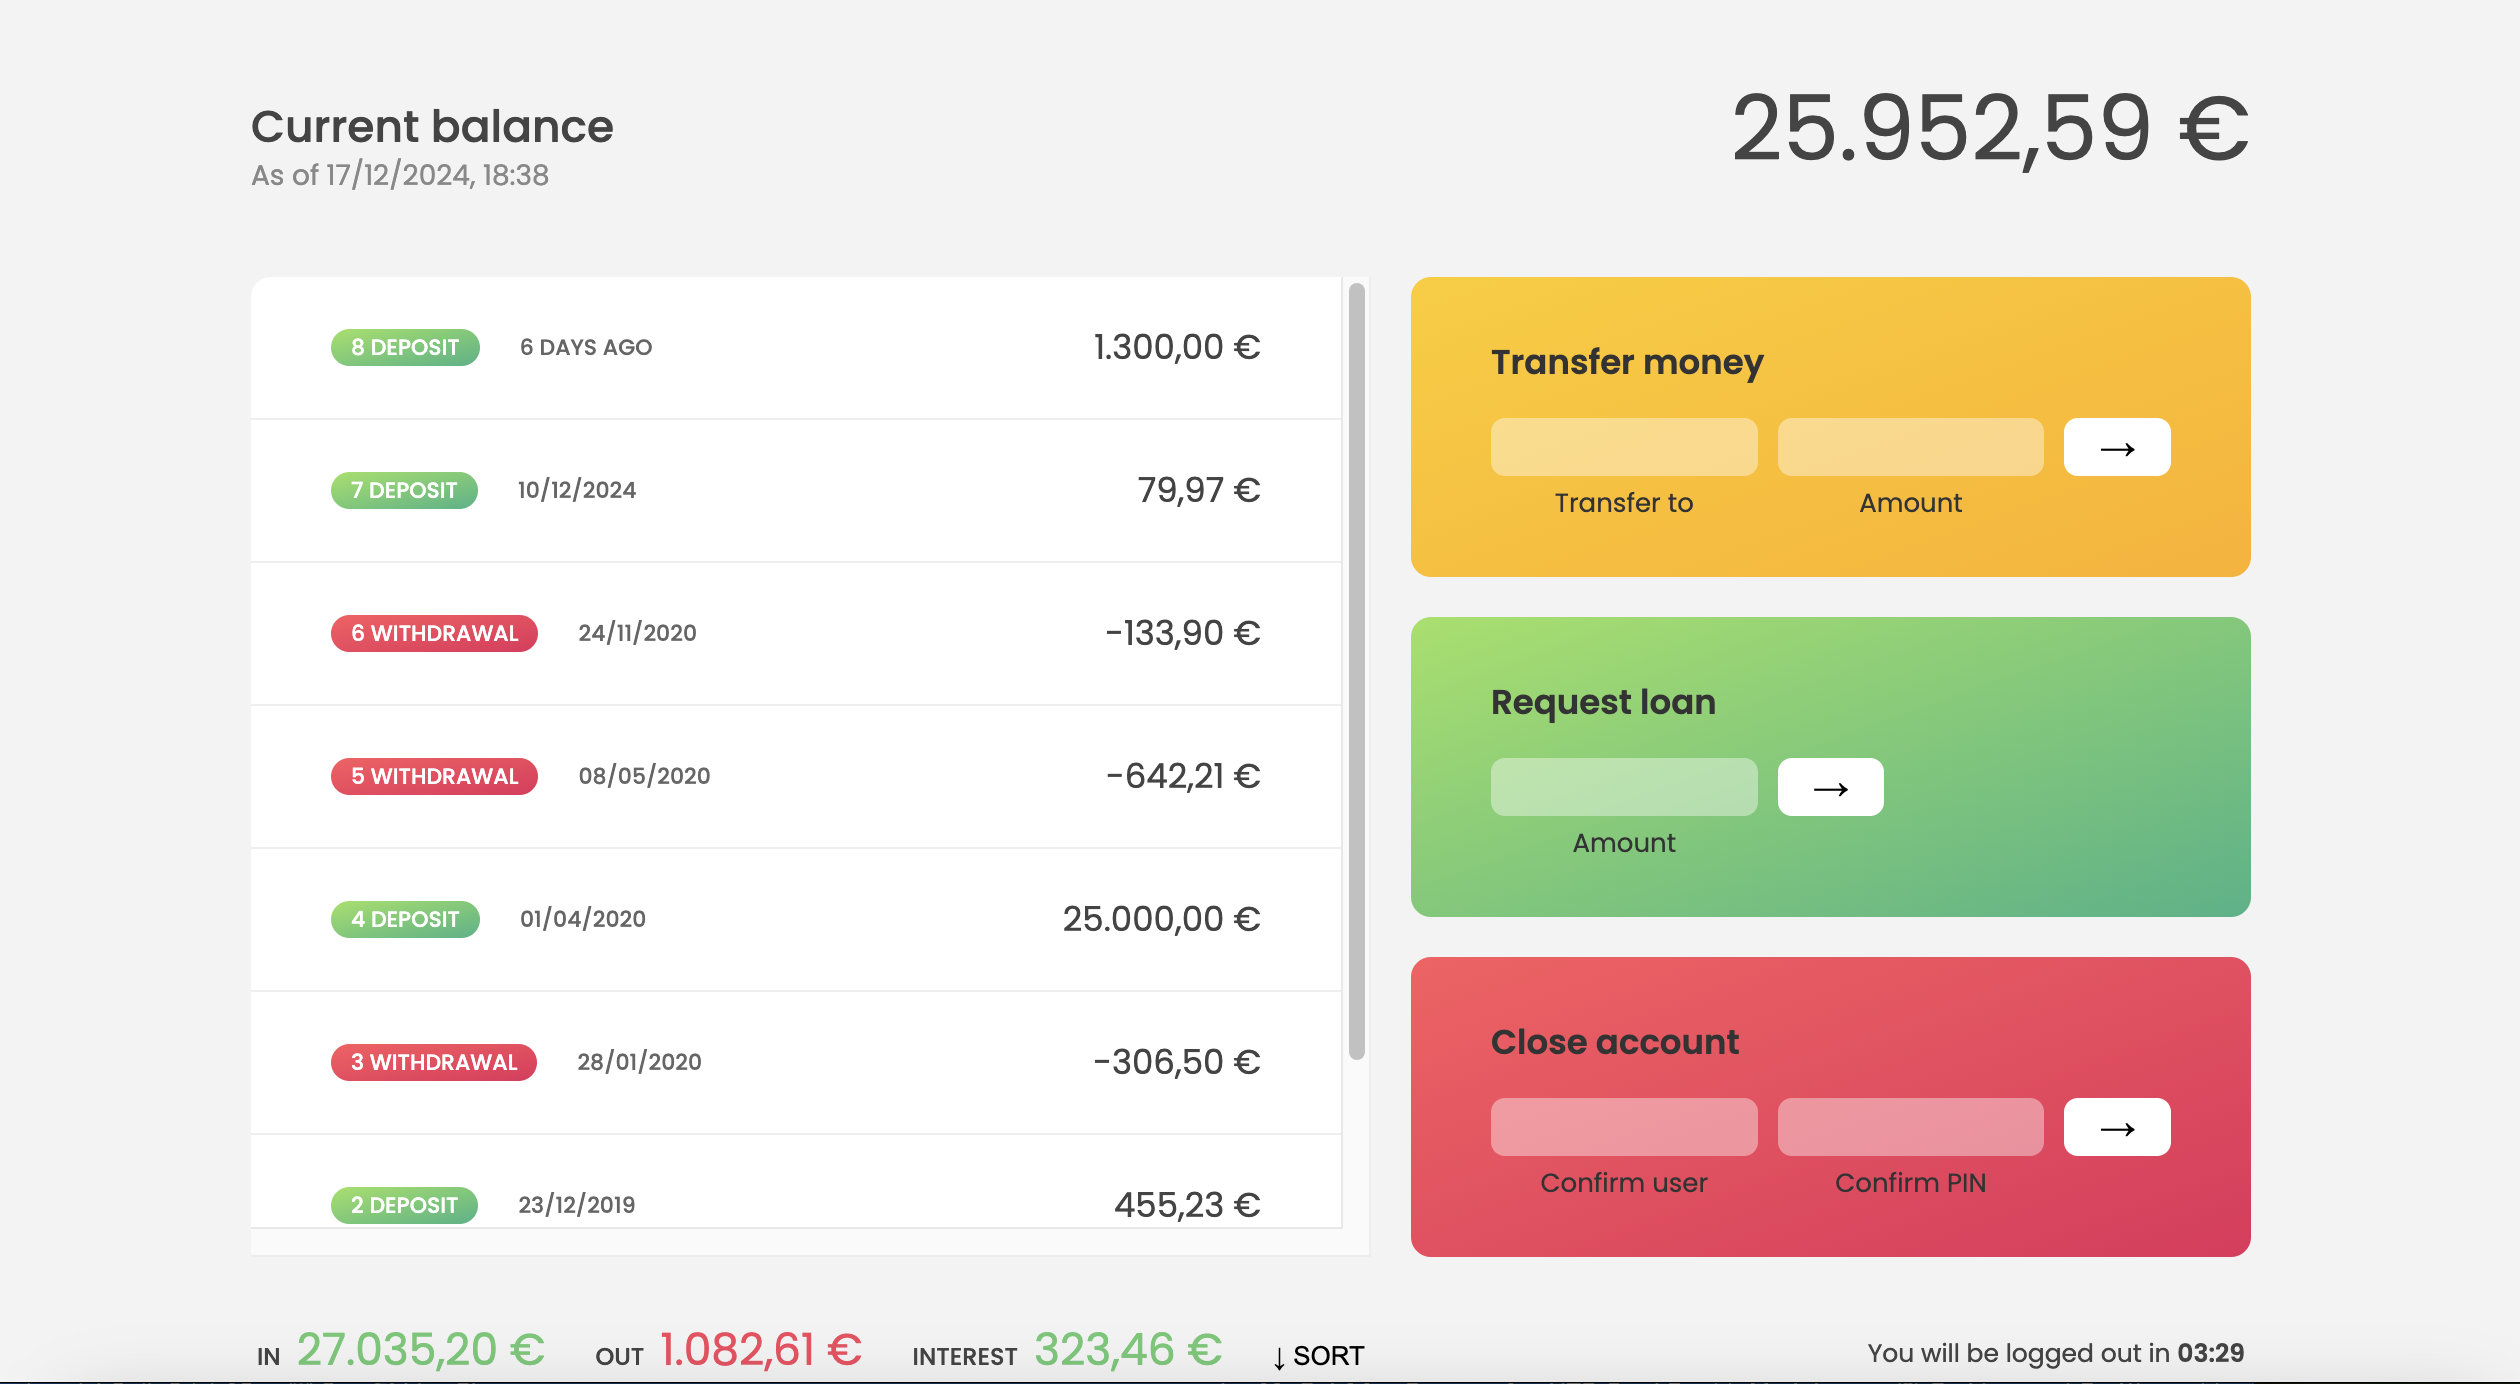 Current balance
As of 17/12/2024, 18:38
25.952,59 €
8 DEPOSIT 6 DAYS AGO 1.300,00 €
7 DEPOSIT 10/12/2024 79,97 €
6 WITHDRAWAL 24/11/2020 -133,90 €
5 WITHDRAWAL 08/05/2020 -642,21 €
4 DEPOSIT 01/04/2020 25.000,00 €
3 WITHDRAWAL 28/01/2020 -306,50 €
2 DEPOSIT 23/12/2019 455,23 €
Transfer money
→
Transfer to Amount
Request loan
→
Amount
Close account
→
Confirm user Confirm PIN
IN 27.035,20 € OUT 1.082,61 € INTEREST 323,46 € ↓ SORT
You will be logged out in 03:29